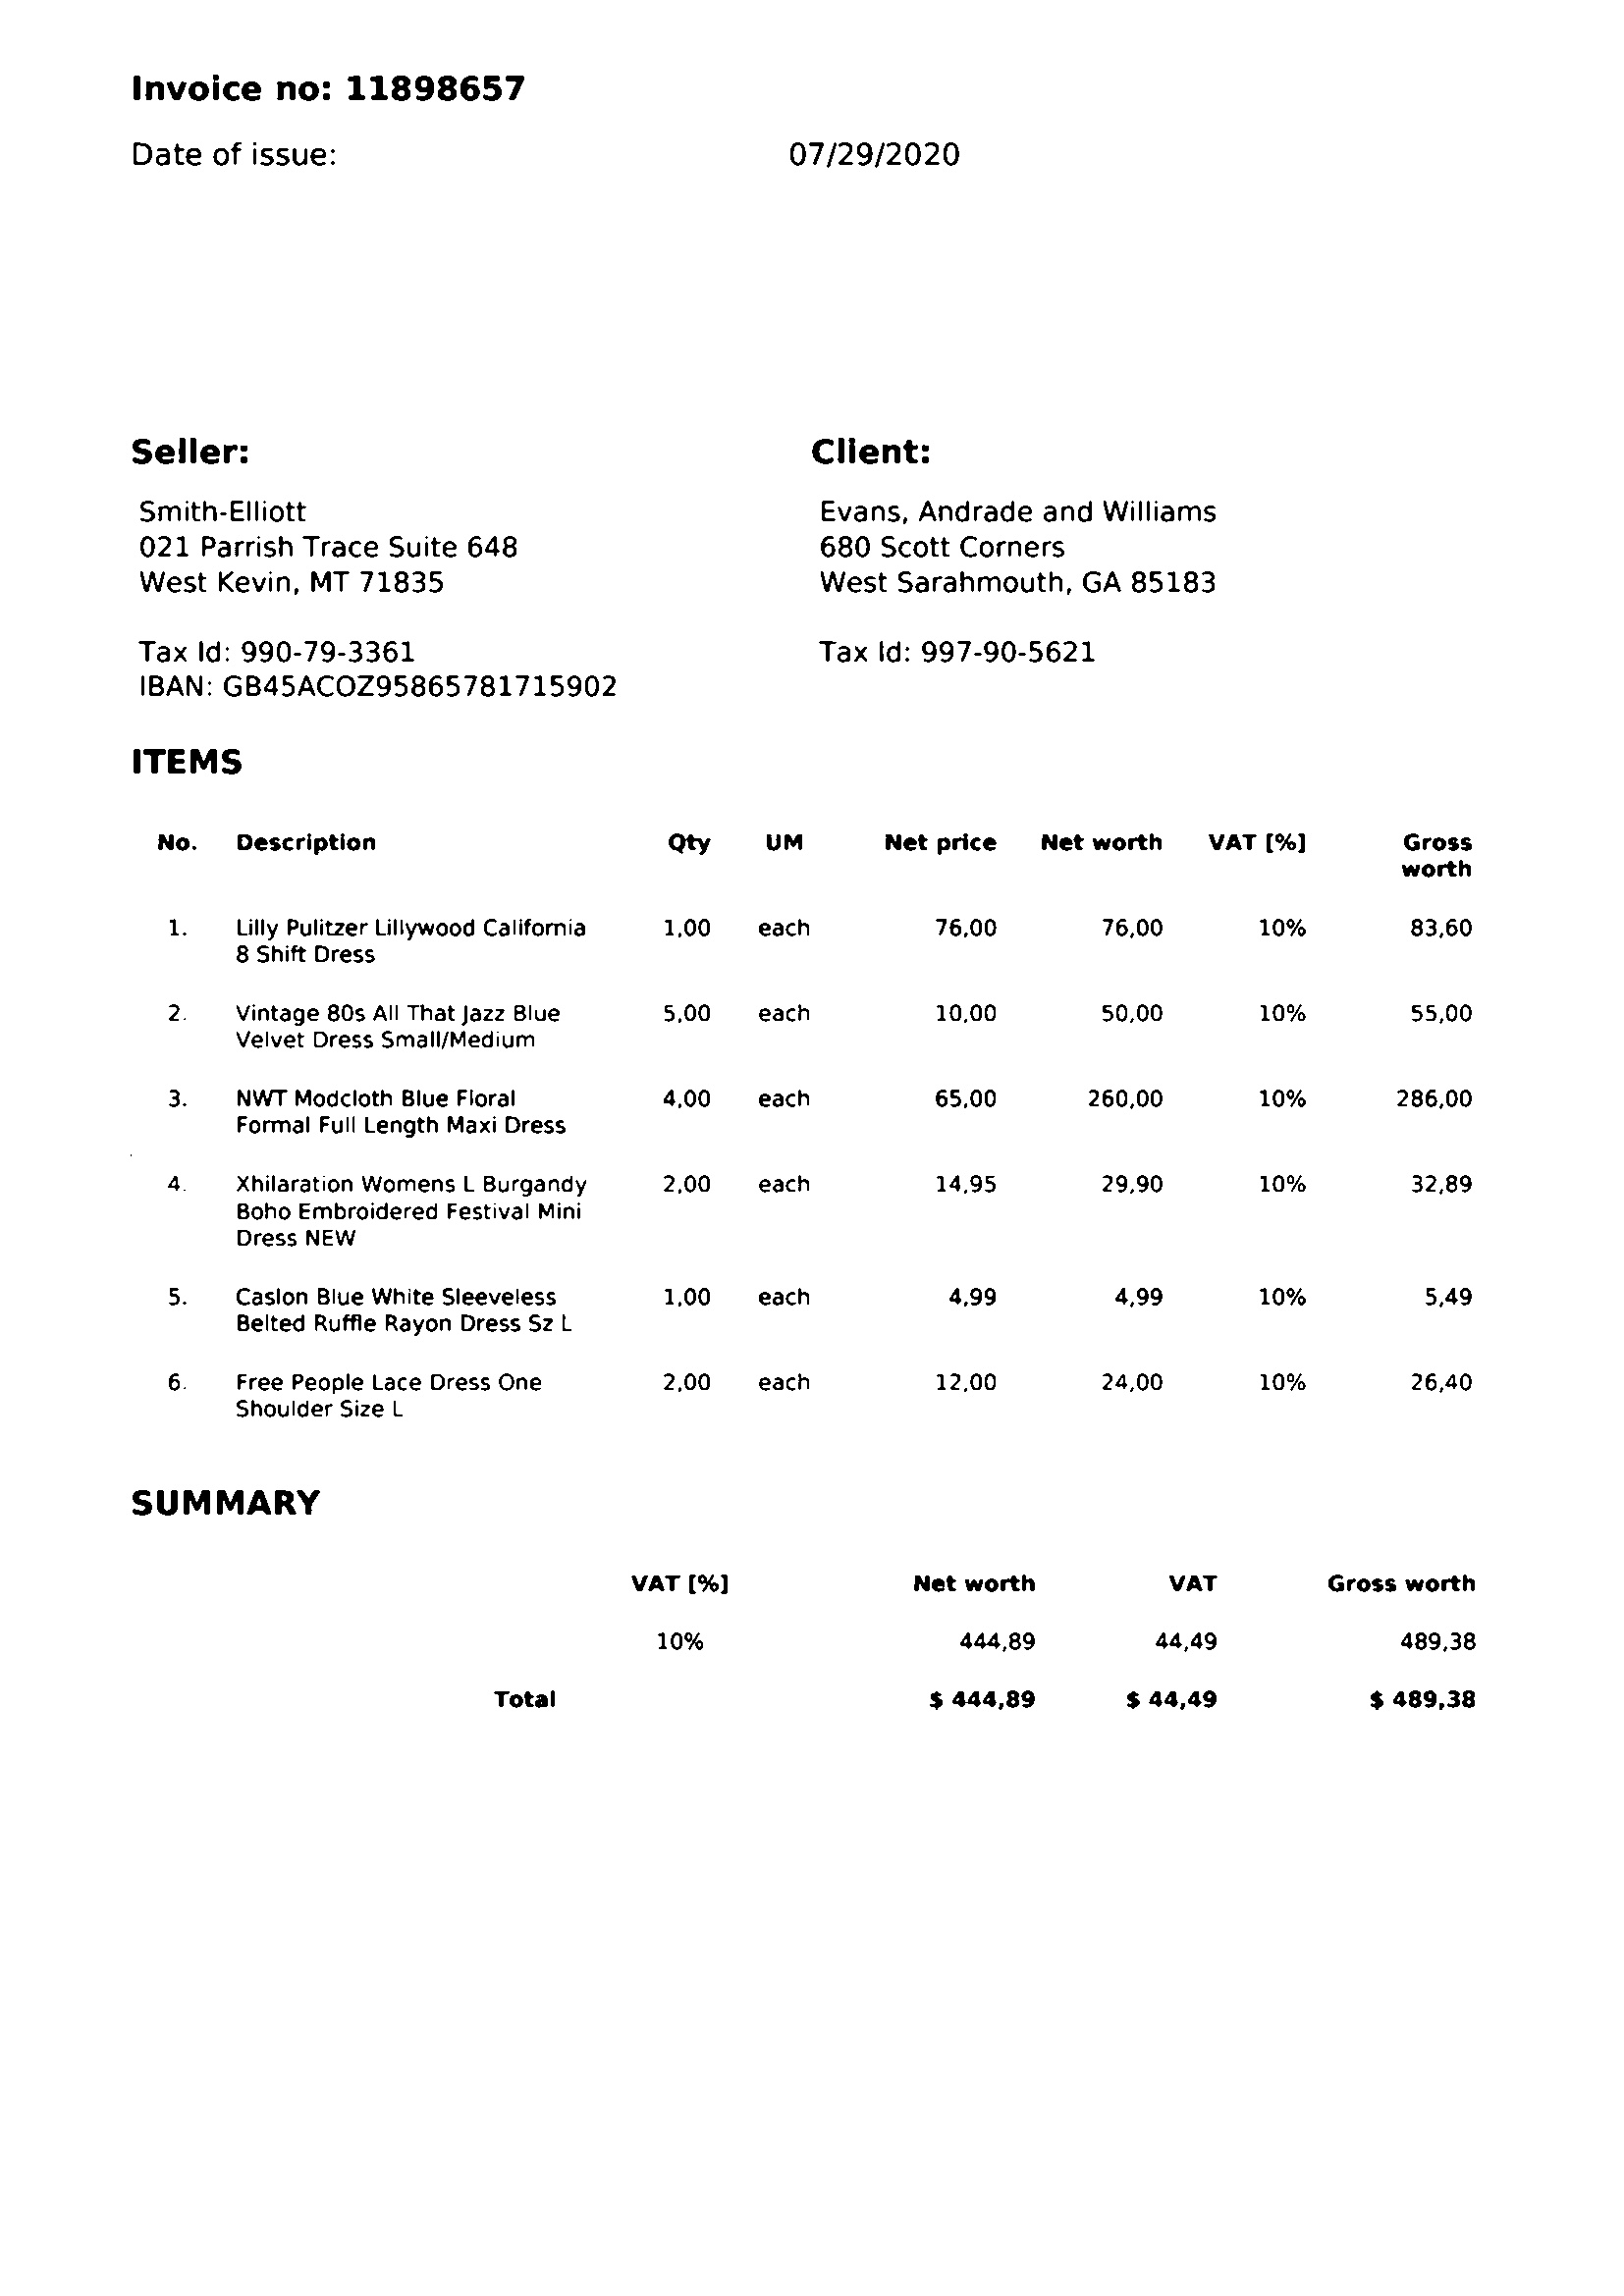 Invoice no: 11898657
Date of issue: 07/29/2020
Seller: Client:
Smith-Elliott Evans, Andrade and Williams
021 Parrish Trace Suite 648 680 Scott Corners
West Kevin, MT 71835 West Sarahmouth, GA 85183
Tax Id: 990-79-3361 Tax Id: 997-90-5621
IBAN: GB45ACOZ95865781715902
ITEMS
No. Description Qty UM Net price Net worth VAT [%] Gross
worth
1. Lilly Pulitzer Lillywood California 1,00 each 76,00 76,00 10% 83,60
8 Shift Dress
2. Vintage 80s All That Jazz Blue 5,00 each 10,00 50,00 10% 55,00
Velvet Dress Small/Medium
3. NWT Modcloth Blue Floral 4,00 each 65,00 260,00 10% 286,00
Formal Full Length Maxi Dress
4. Xhilaration Womens L Burgandy 2,00 each 14,95 29,90 10% 32,89
Boho Embroidered Festival Mini
Dress NEW
5. Caslon Blue White Sleeveless 1,00 each 4,99 4,99 10% 5,49
Belted Ruffle Rayon Dress Sz L
6. Free People Lace Dress One 2,00 each 12,00 24,00 10% 26,40
Shoulder Size L
SUMMARY
VAT [%] Net worth VAT Gross worth
10% 444,89 44,49 489,38
Total $ 444,89 $ 44,49 $ 489,38